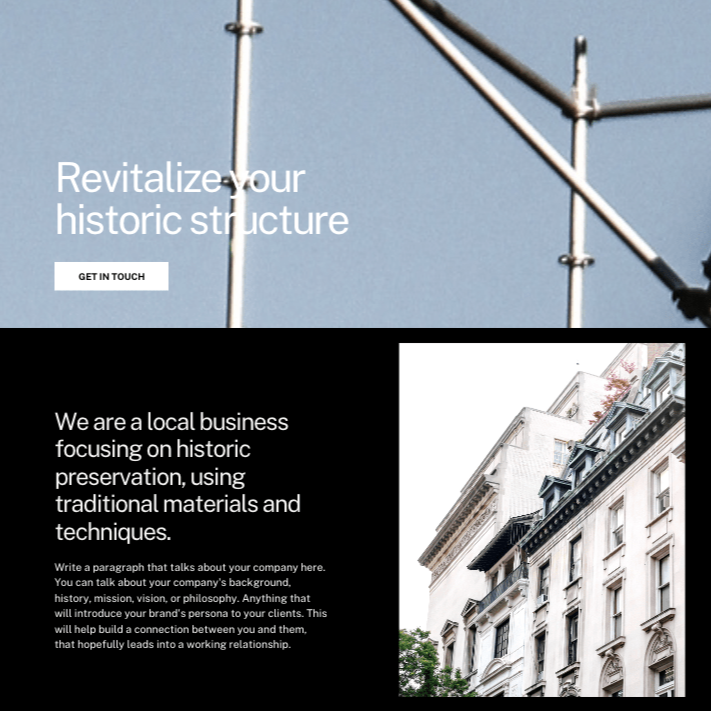 Revitalize your
historic structure
GET IN TOUCH
We are a local business
focusing on historic
preservation, using
traditional materials and
techniques.
Write a paragraph that talks about your company here.
You can talk about your company's background,
history, mission, vision, or philosophy. Anything that
will introduce your brand's persona to your clients. This
will help build a connection between you and them,
that hopefully leads into a working relationship.